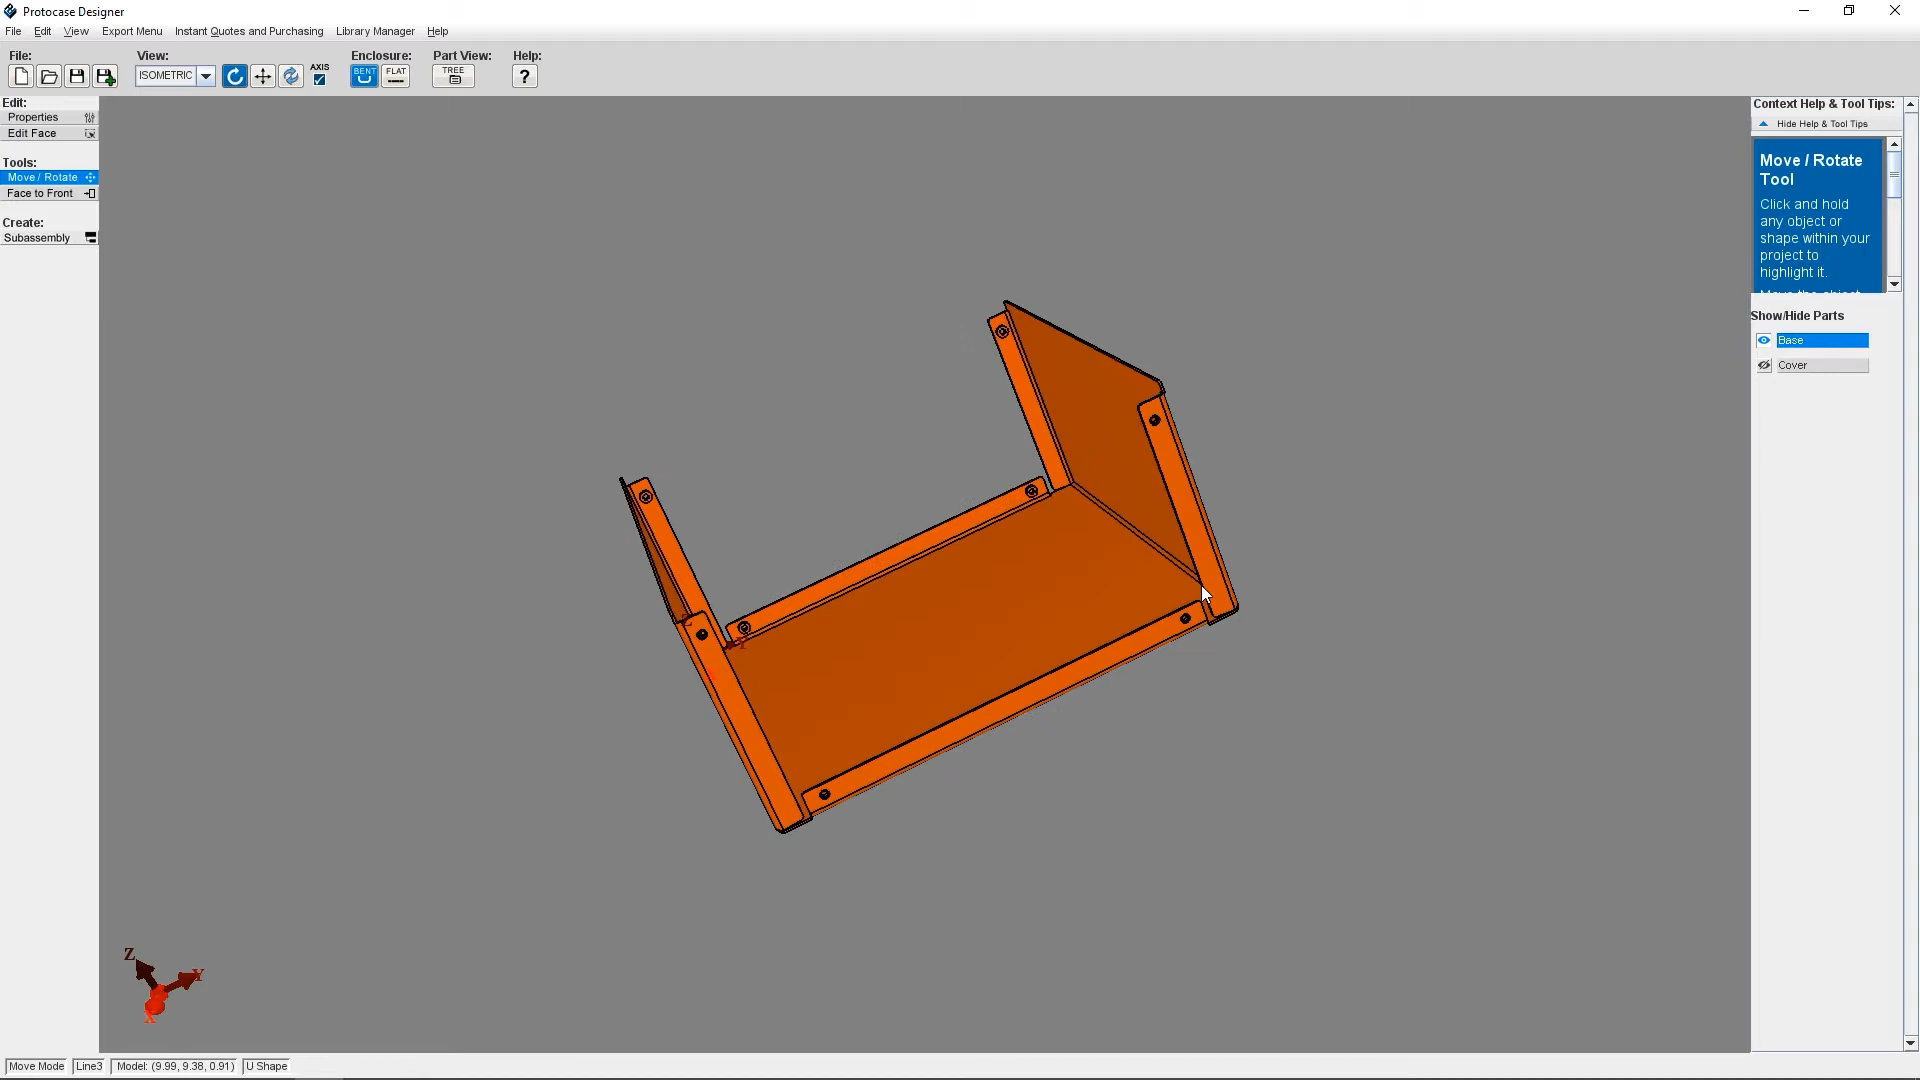 Protocase Designer
File Edit View Export Menu Instant Quotes and Purchasing Library Manager Help
File: View: Enclosure: Part View: Help:
ISOMETRIC AXIS BENT FLAT TREE ?
Edit:
Properties
Edit Face
Tools:
Move / Rotate
Face to Front
Create:
Subassembly
Context Help & Tool Tips:
Hide Help & Tool Tips
Move / Rotate
Tool
Click and hold
any object or
shape within your
project to
highlight it.
Move the object
Show/Hide Parts
Base
Cover
Z
Y
Z
Y
X
Move Mode Line3 Model: (9.99, 9.38, 0.91) U Shape